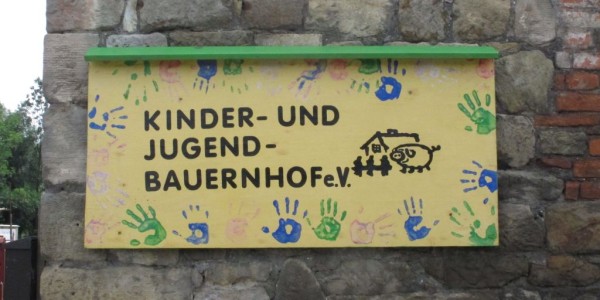 KINDER- UND
JUGEND-
BAUERNHOF e.V.